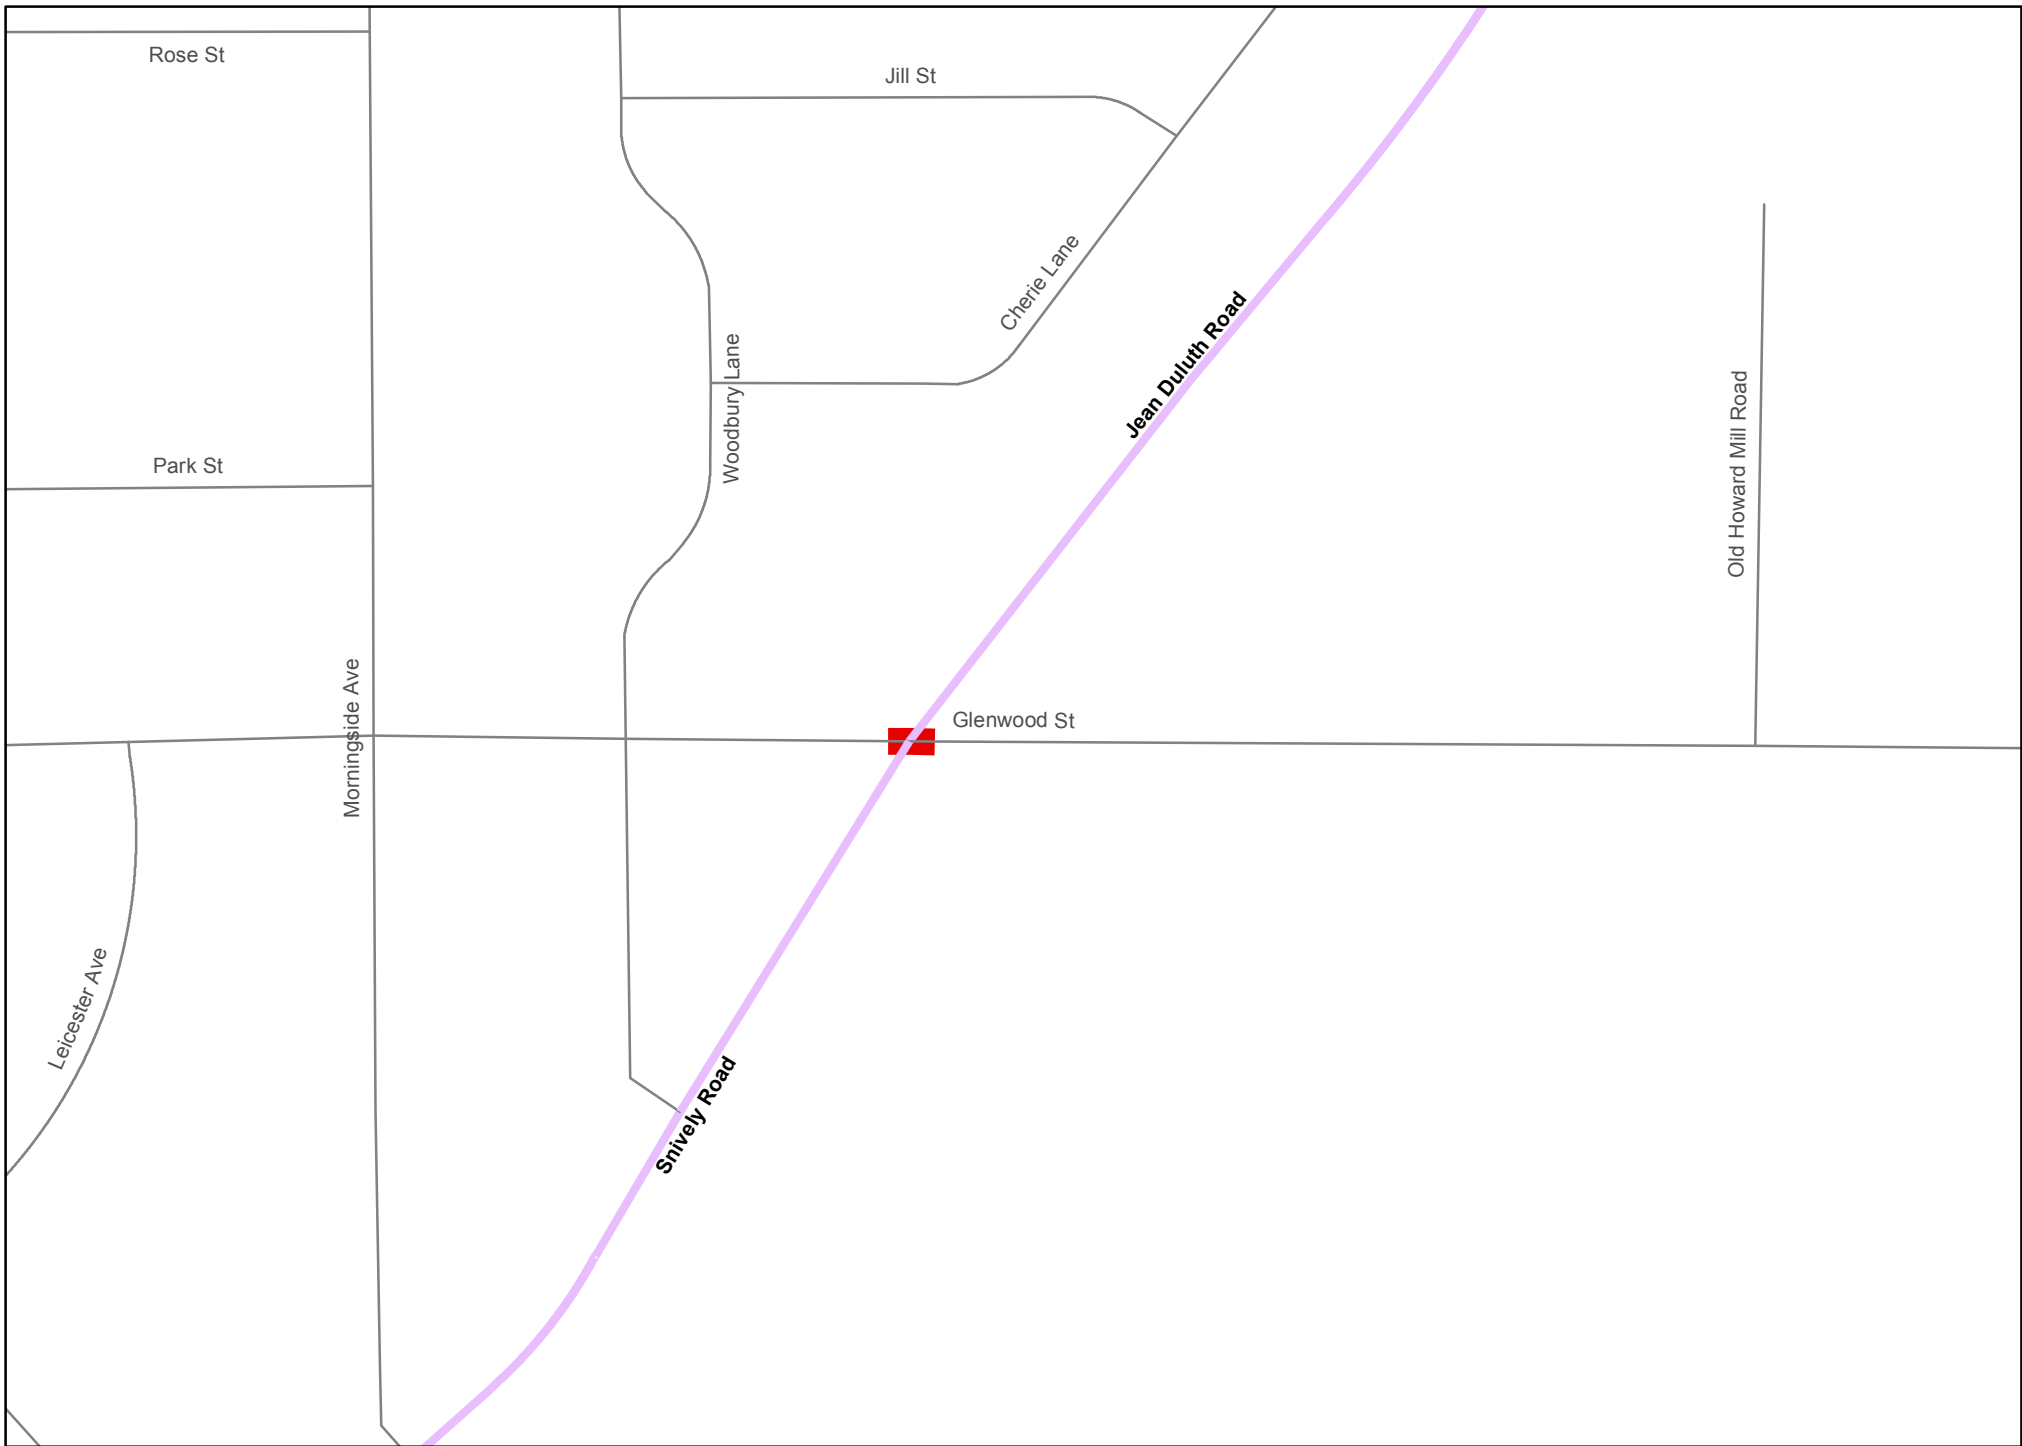 Rose St
Jill St
Cherie Lane
Jean Duluth Road
Woodbury Lane
Old Howard Mill Road
Park St
Morningside Ave
Glenwood St
Leicester Ave
Snively Road